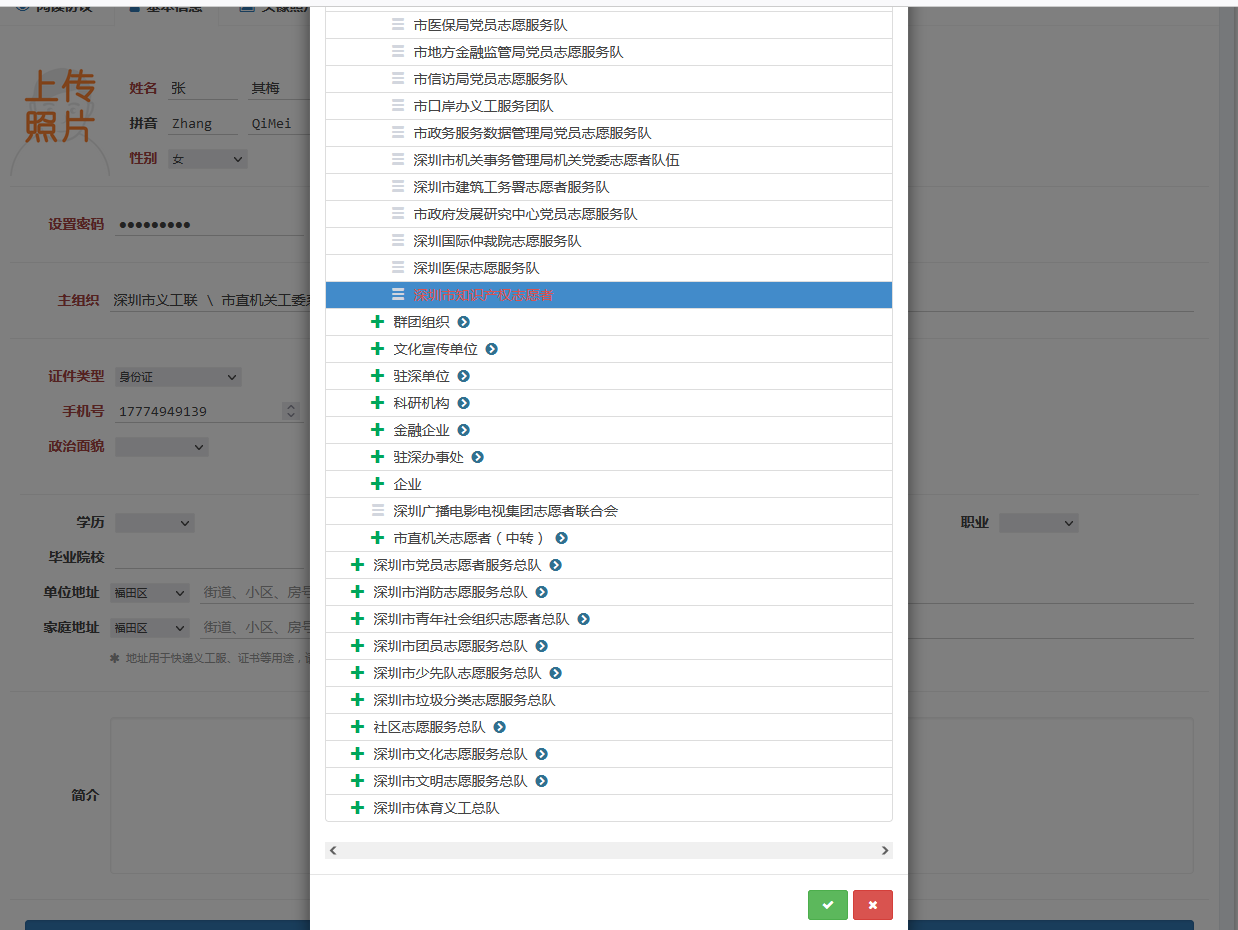 阅读协议 基本信息
上传
照片
姓名 张 其梅
拼音 Zhang QiMei
性别 女
设置密码 ●●●●●●●●●
主组织 深圳市义工联 \ 市直机关工委
证件类型 身份证
手机号 17774949139
政治面貌
学历
职业
毕业院校
单位地址 福田区 街道、小区、房号
家庭地址 福田区 街道、小区、房号
✱ 地址用于快递义工服、证书等用途，
简介
市医保局党员志愿服务队
市地方金融监管局党员志愿服务队
市信访局党员志愿服务队
市口岸办义工服务团队
市政务服务数据管理局党员志愿服务队
深圳市机关事务管理局机关党委志愿者队伍
深圳市建筑工务署志愿者服务队
市政府发展研究中心党员志愿服务队
深圳国际仲裁院志愿服务队
深圳医保志愿服务队
深圳市知识产权志愿者
群团组织
文化宣传单位
驻深单位
科研机构
金融企业
驻深办事处
企业
深圳广播电影电视集团志愿者联合会
市直机关志愿者（中转）
深圳市党员志愿者服务总队
深圳市消防志愿服务总队
深圳市青年社会组织志愿者总队
深圳市团员志愿服务总队
深圳市少先队志愿服务总队
深圳市垃圾分类志愿服务总队
社区志愿服务总队
深圳市文化志愿服务总队
深圳市文明志愿服务总队
深圳市体育义工总队